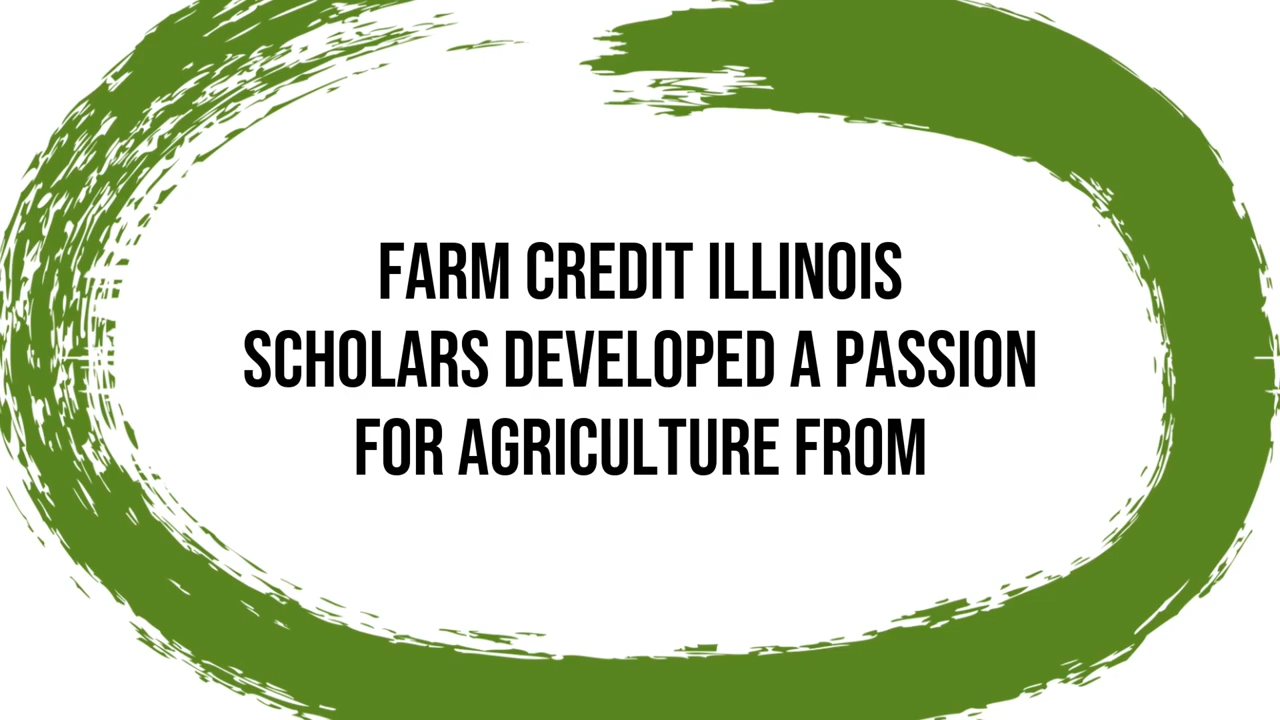 FARM CREDIT ILLINOIS
SCHOLARS DEVELOPED A PASSION
FOR AGRICULTURE FROM